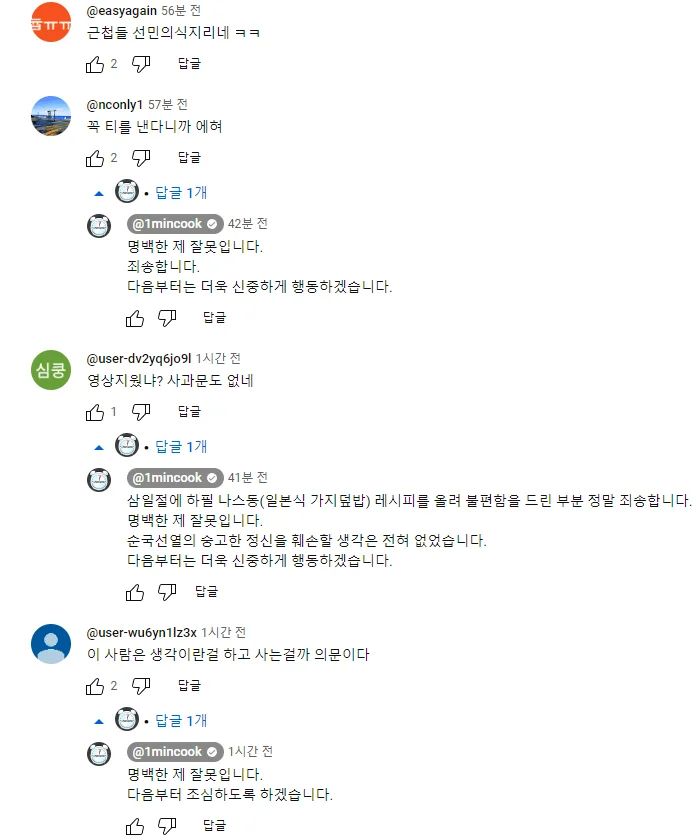 쥼ㅠㅠ
@easyagain 56분 전
근첩들 선민의식지리네 ㅋㅋ
2 답글
@nconly1 57분 전
꼭 티를 낸다니까 에혀
2 답글
답글 1개
@1mincook 42분 전
명백한 제 잘못입니다.
죄송합니다.
다음부터는 더욱 신중하게 행동하겠습니다.
답글
심쿵
@user-dv2yq6jo9l 1시간 전
영상지웠냐? 사과문도 없네
1 답글
답글 1개
@1mincook 41분 전
삼일절에 하필 나스동(일본식 가지덮밥) 레시피를 올려 불편함을 드린 부분 정말 죄송합니다.
명백한 제 잘못입니다.
순국선열의 숭고한 정신을 훼손할 생각은 전혀 없었습니다.
다음부터는 더욱 신중하게 행동하겠습니다.
답글
@user-wu6yn1lz3x 1시간 전
이 사람은 생각이란걸 하고 사는걸까 의문이다
2 답글
답글 1개
@1mincook 1시간 전
명백한 제 잘못입니다.
다음부터 조심하도록 하겠습니다.
답글